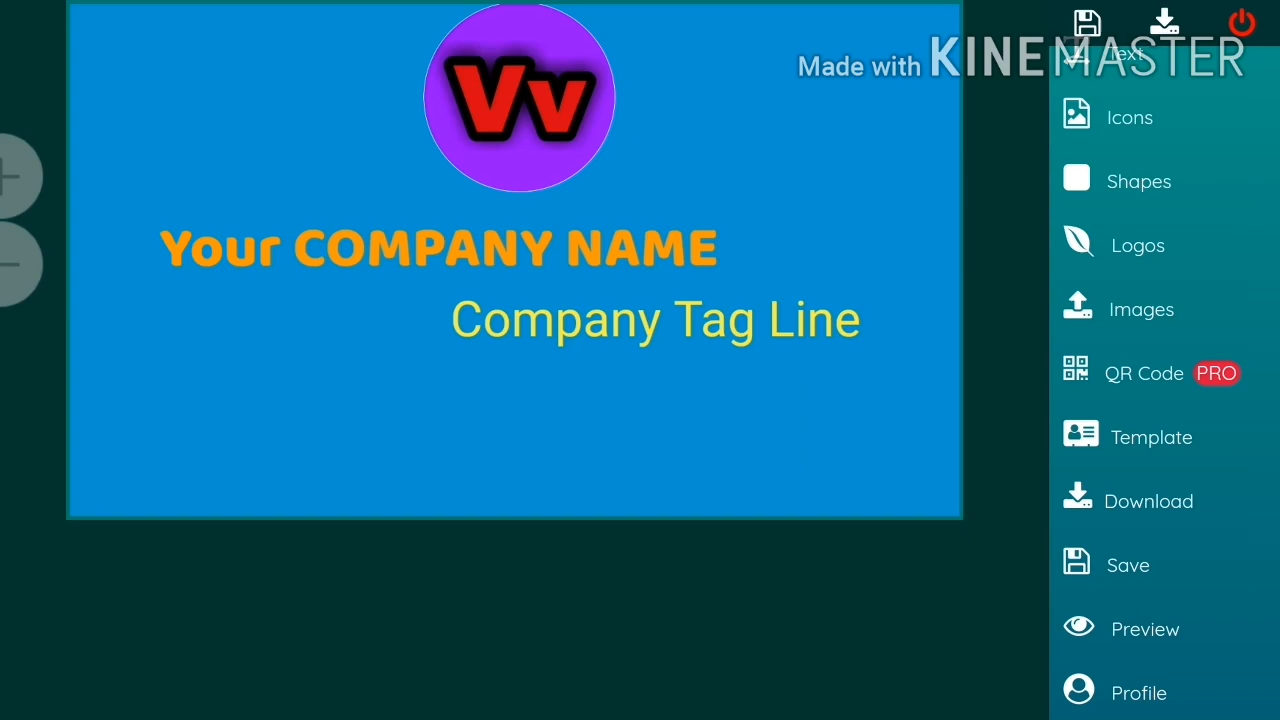 Vv
Your COMPANY NAME
Company Tag Line
Made with KINEMASTER
Text
Icons
Shapes
Logos
Images
QR Code PRO
Template
Download
Save
Preview
Profile